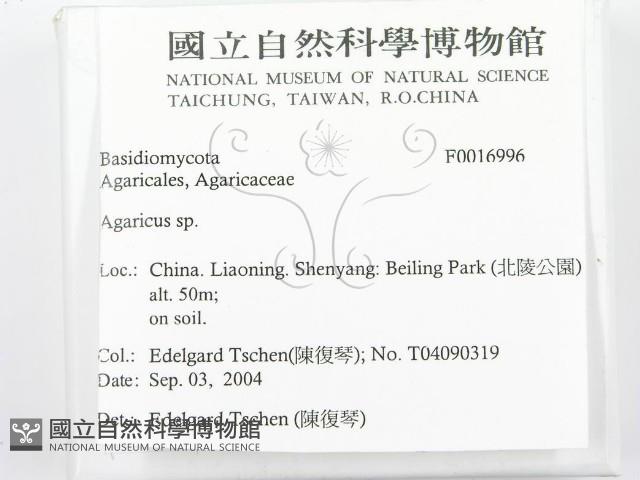 國立自然科學博物館
NATIONAL MUSEUM OF NATURAL SCIENCE
TAICHUNG, TAIWAN, R.O.CHINA
Basidiomycota F0016996
Agaricales, Agaricaceae
Agaricus sp.
Loc.: China. Liaoning. Shenyang: Beiling Park (北陵公園)
alt. 50m;
on soil.
Col.: Edelgard Tschen(陳復琴); No. T04090319
Date: Sep. 03, 2004
Det.: Edelgard Tschen (陳復琴)
國立自然科學博物館
NATIONAL MUSEUM OF NATURAL SCIENCE